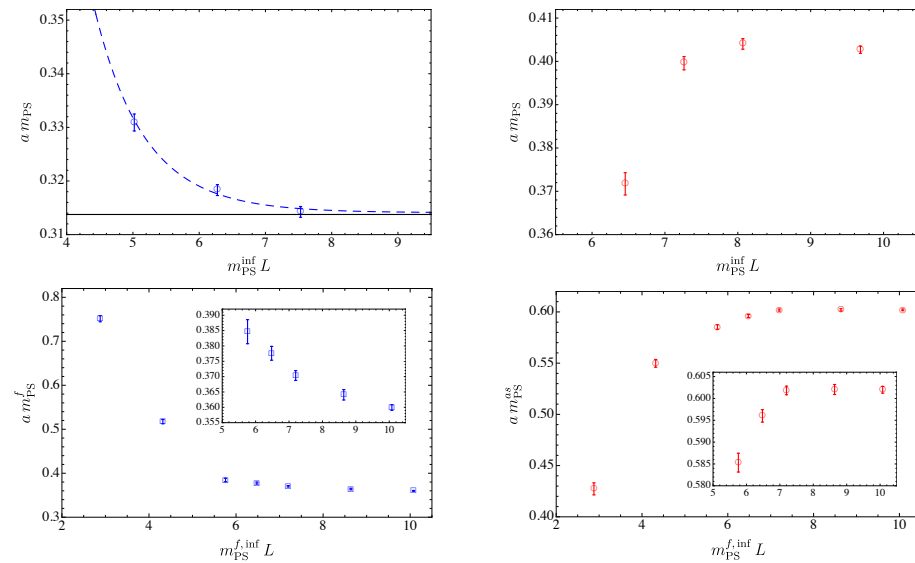 0.35
0.34
0.33
0.32
0.31
a m_PS
4 5 6 7 8 9
m_PS^inf L
0.41
0.40
0.39
0.38
0.37
0.36
a m_PS
6 7 8 9 10
m_PS^inf L
0.8
0.7
0.6
0.5
0.4
0.3
a m_PS^f
2 4 6 8 10
m_PS^{f, inf} L
0.390
0.385
0.380
0.375
0.370
0.365
0.360
0.355
5 6 7 8 9 10
0.60
0.55
0.50
0.45
0.40
a m_PS^{as}
2 3 4 5 6 7 8 9 10
m_PS^{f, inf} L
0.605
0.600
0.595
0.590
0.585
0.580
5 6 7 8 9 10